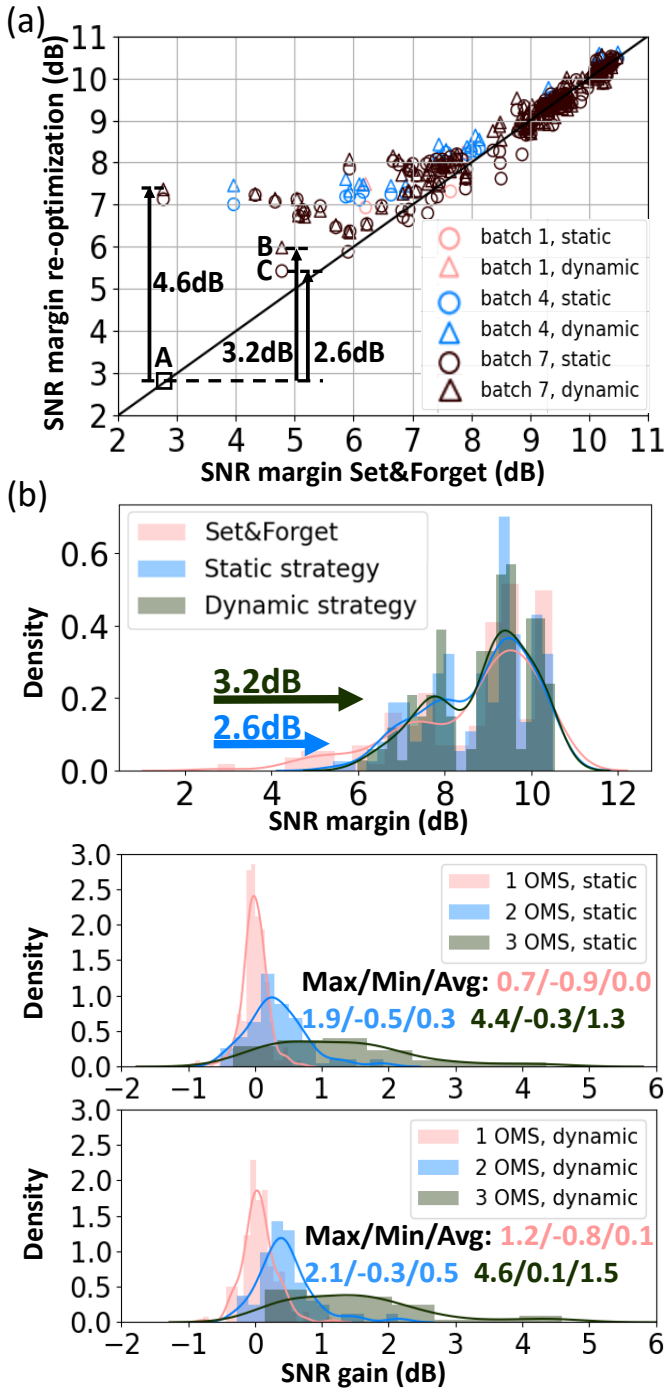 (a)
SNR margin re-optimization (dB)
11
10
9
8
7
6
5
4
3
2
4.6dB
B
C
A
3.2dB
2.6dB
batch 1, static
batch 1, dynamic
batch 4, static
batch 4, dynamic
batch 7, static
batch 7, dynamic
2 3 4 5 6 7 8 9 10 11
SNR margin Set&Forget (dB)
(b)
Density
0.6
0.4
0.2
0.0
Set&Forget
Static strategy
Dynamic strategy
3.2dB
2.6dB
2 4 6 8 10 12
SNR margin (dB)
Density
3.0
2.5
2.0
1.5
1.0
0.5
0.0
1 OMS, static
2 OMS, static
3 OMS, static
Max/Min/Avg: 0.7/-0.9/0.0
1.9/-0.5/0.3 4.4/-0.3/1.3
−2 −1 0 1 2 3 4 5 6
Density
3.0
2.5
2.0
1.5
1.0
0.5
0.0
1 OMS, dynamic
2 OMS, dynamic
3 OMS, dynamic
Max/Min/Avg: 1.2/-0.8/0.1
2.1/-0.3/0.5 4.6/0.1/1.5
−2 −1 0 1 2 3 4 5 6
SNR gain (dB)